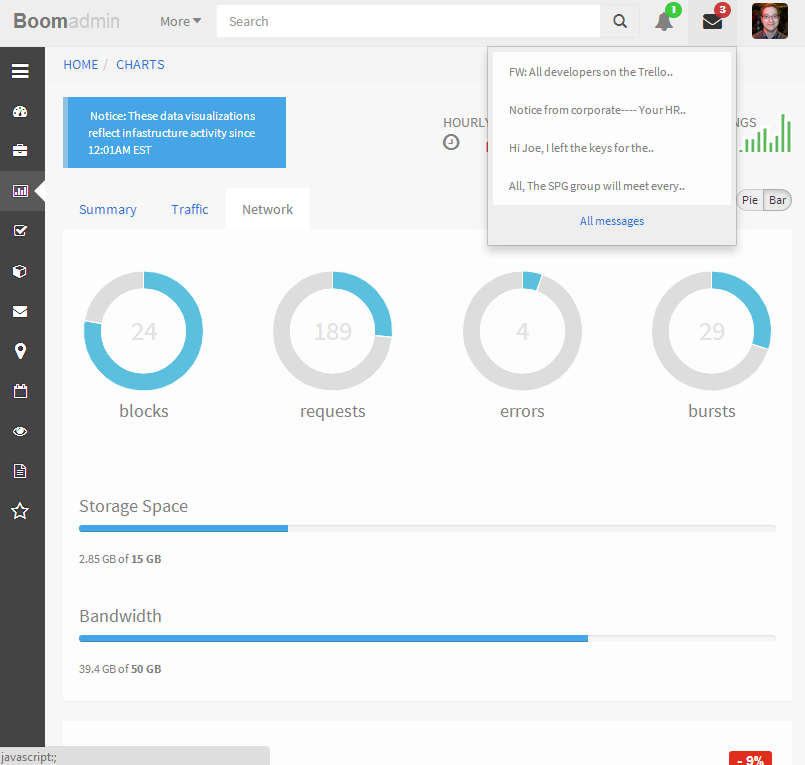 Boomadmin
More
Search
1
3
HOME / CHARTS
FW: All developers on the Trello..
Notice from corporate---- Your HR..
Hi Joe, I left the keys for the..
All, The SPG group will meet every..
All messages
Notice: These data visualizations
reflect infastructure activity since
12:01AM EST
HOURLY
NGS
Pie Bar
Summary Traffic Network
24 189 4 29
blocks requests errors bursts
Storage Space
2.85 GB of 15 GB
Bandwidth
39.4 GB of 50 GB
- 9%
javascript:;